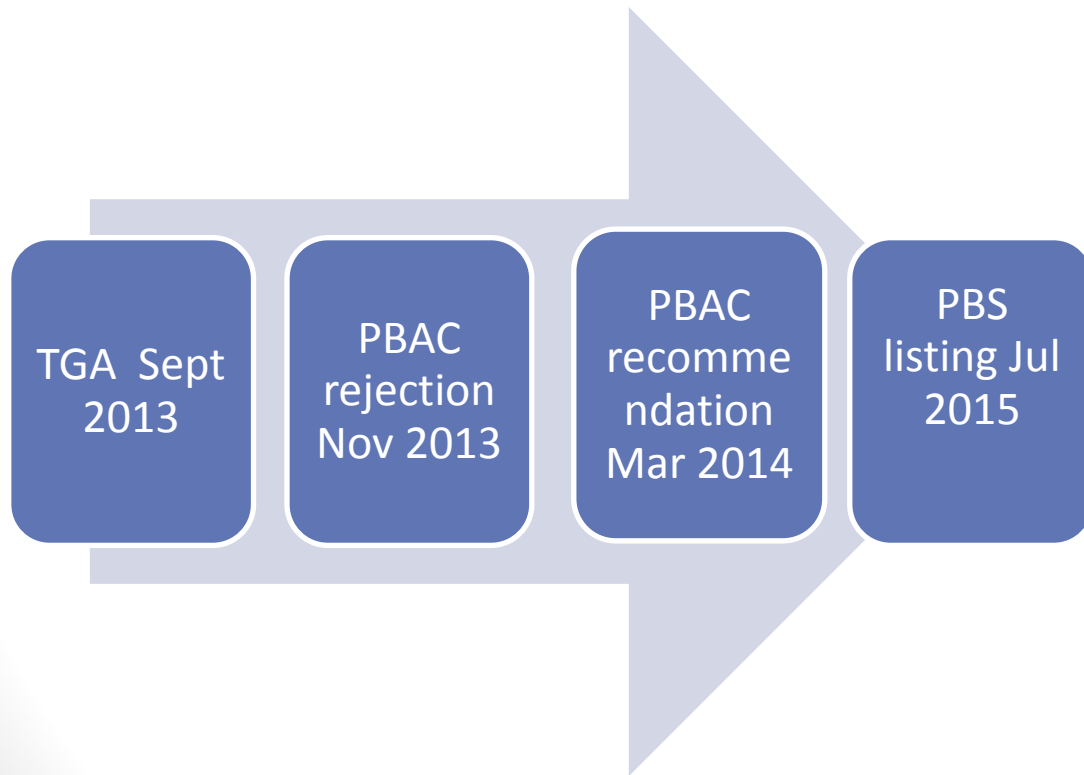 TGA Sept
2013
PBAC
rejection
Nov 2013
PBAC
recomme
ndation
Mar 2014
PBS
listing Jul
2015